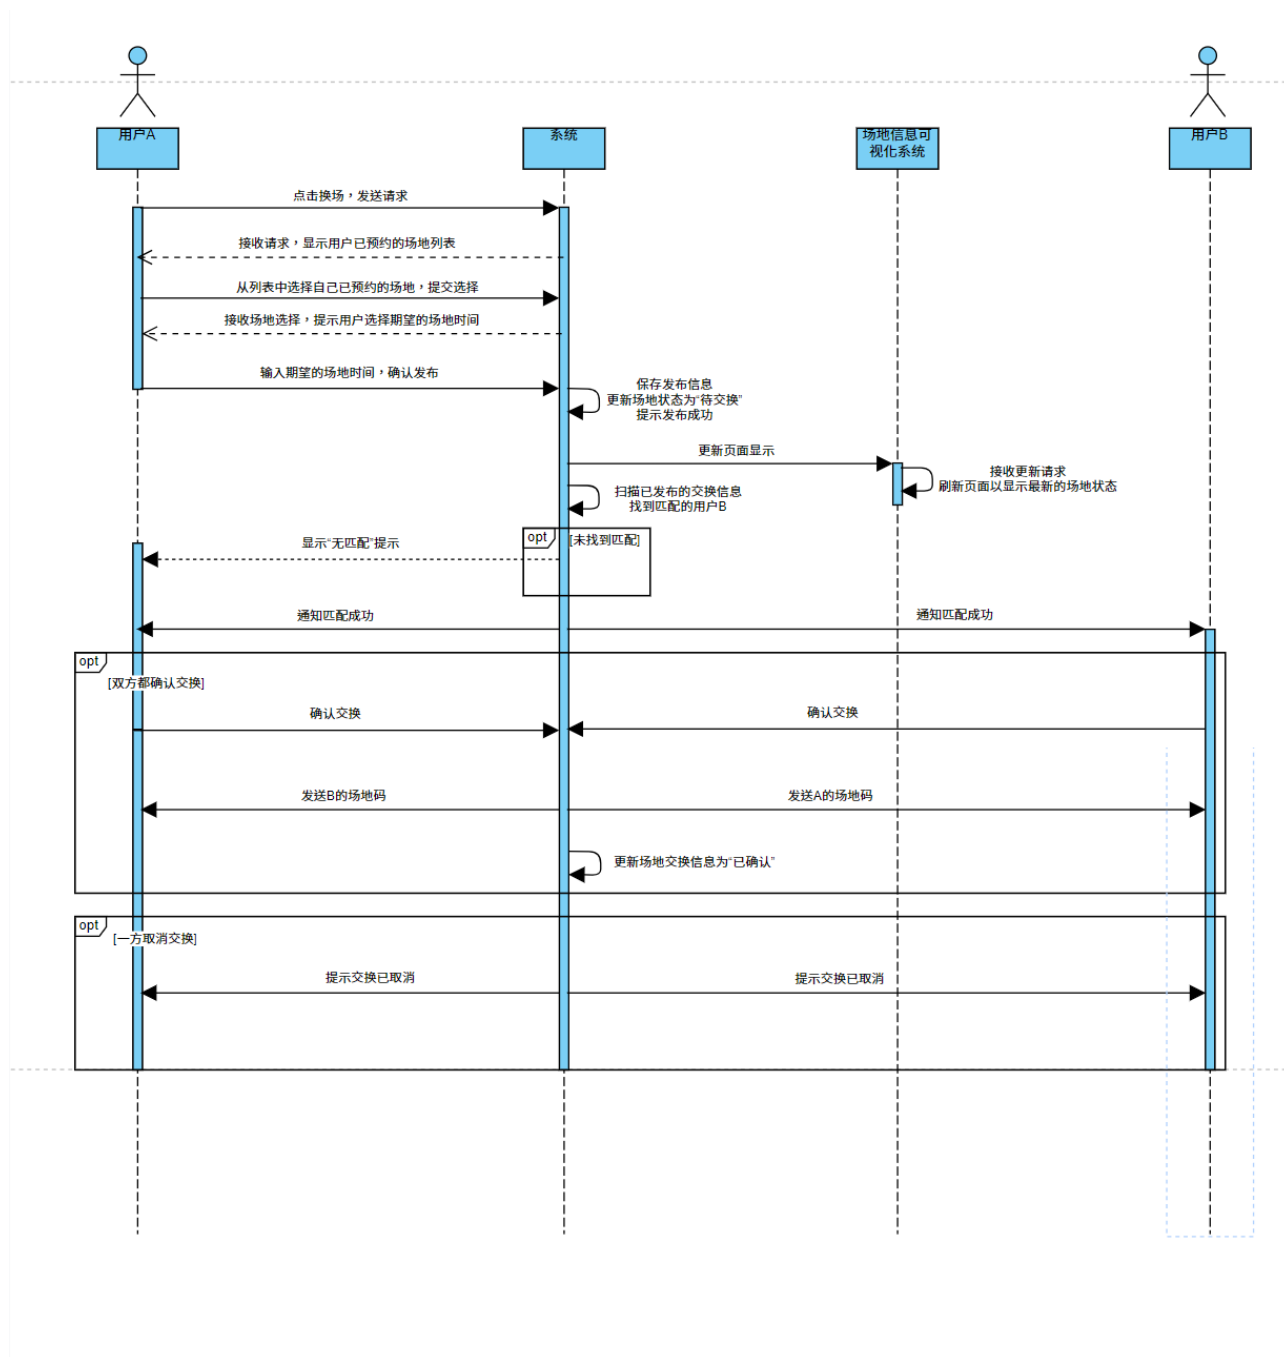 用户A
系统
场地信息可
视化系统
用户B
点击换场，发送请求
接收请求，显示用户已预约的场地列表
从列表中选择自己已预约的场地，提交选择
接收场地选择，提示用户选择期望的场地时间
输入期望的场地时间，确认发布
保存发布信息
更新场地状态为“待交换”
提示发布成功
更新页面显示
接收更新请求
刷新页面以显示最新的场地状态
扫描已发布的交换信息
找到匹配的用户B
opt
[未找到匹配]
显示“无匹配”提示
通知匹配成功
通知匹配成功
opt
[双方都确认交换]
确认交换
确认交换
发送B的场地码
发送A的场地码
更新场地交换信息为“已确认”
opt
[一方取消交换]
提示交换已取消
提示交换已取消